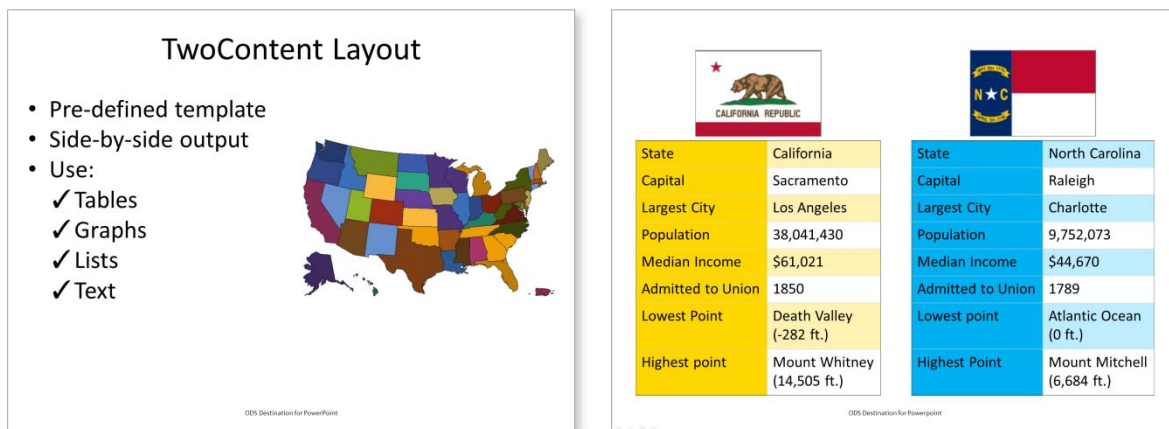 TwoContent Layout
• Pre-defined template
• Side-by-side output
• Use:
✓Tables
✓Graphs
✓Lists
✓Text
ODS Destination for PowerPoint
CALIFORNIA REPUBLIC
State California
Capital Sacramento
Largest City Los Angeles
Population 38,041,430
Median Income $61,021
Admitted to Union 1850
Lowest Point Death Valley
(-282 ft.)
Highest point Mount Whitney
(14,505 ft.)
N C
State North Carolina
Capital Raleigh
Largest City Charlotte
Population 9,752,073
Median Income $44,670
Admitted to Union 1789
Lowest point Atlantic Ocean
(0 ft.)
Highest Point Mount Mitchell
(6,684 ft.)
ODS Destination for Powerpoint